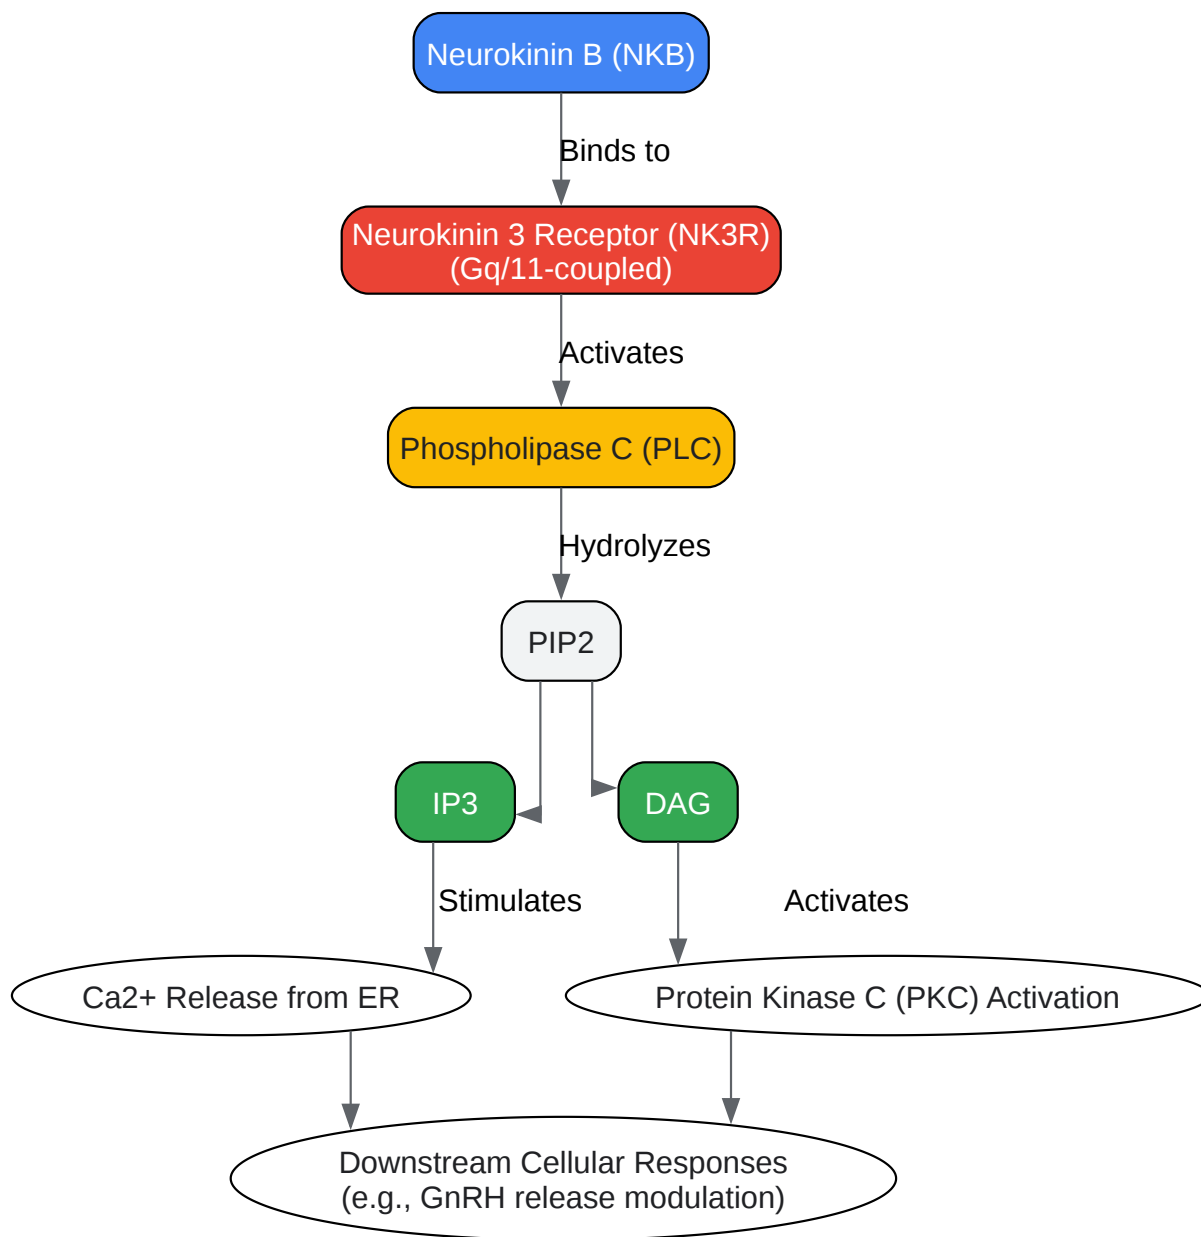 Neurokinin B (NKB)
Binds to
Neurokinin 3 Receptor (NK3R)
(Gq/11-coupled)
Activates
Phospholipase C (PLC)
Hydrolyzes
PIP2
IP3
DAG
Stimulates
Activates
Ca2+ Release from ER
Protein Kinase C (PKC) Activation
Downstream Cellular Responses
(e.g., GnRH release modulation)